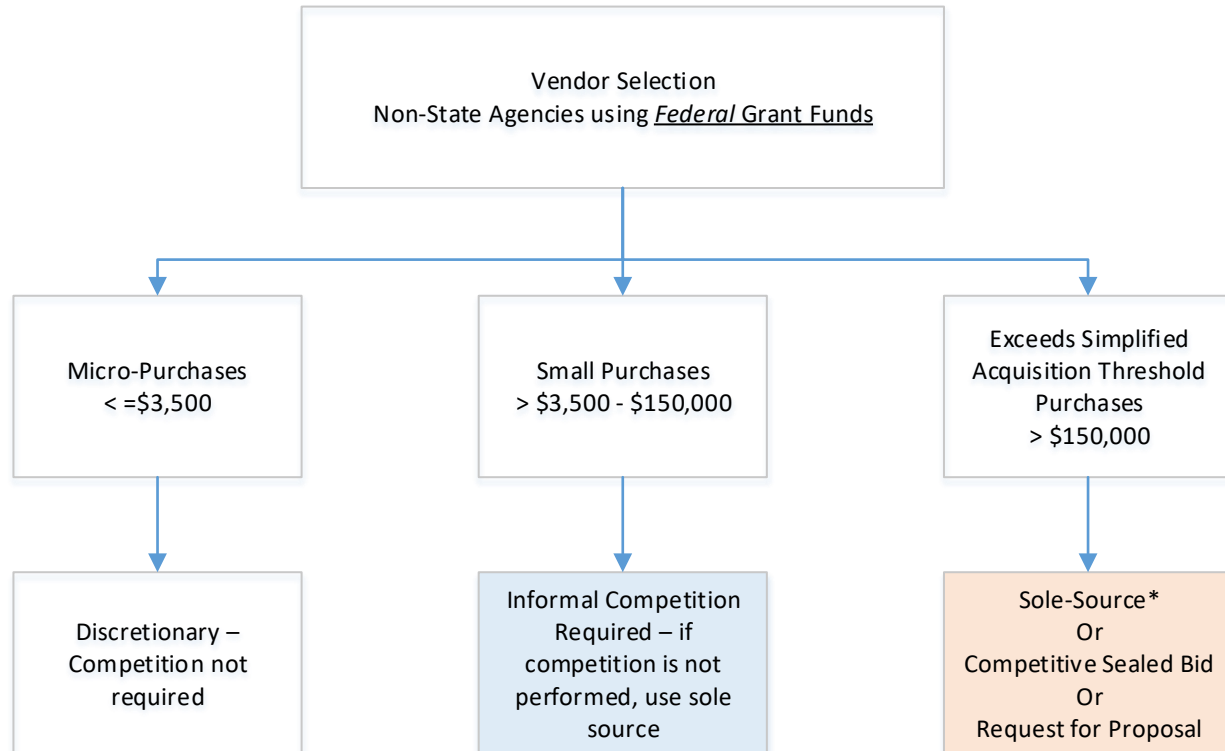 Vendor Selection
Non-State Agencies using Federal Grant Funds
Micro-Purchases
< =$3,500
Small Purchases
> $3,500 - $150,000
Exceeds Simplified
Acquisition Threshold
Purchases
> $150,000
Discretionary –
Competition not
required
Informal Competition
Required – if
competition is not
performed, use sole
source
Sole-Source*
Or
Competitive Sealed Bid
Or
Request for Proposal